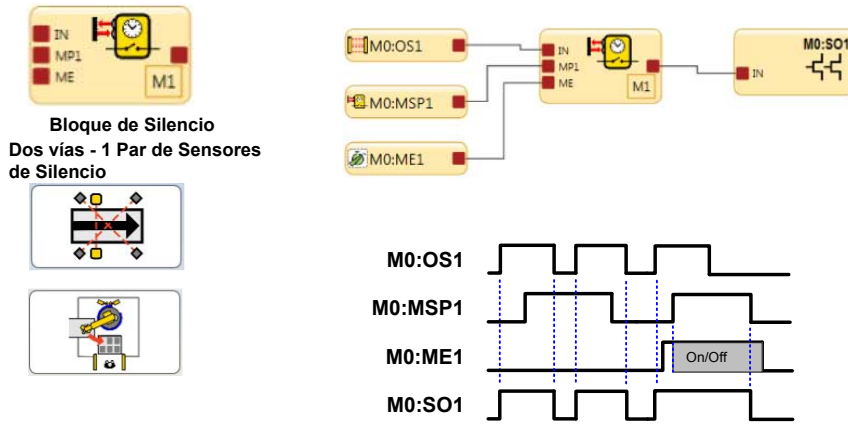 IN
MP1
ME
M1
Bloque de Silencio
Dos vías - 1 Par de Sensores
de Silencio
M0:OS1
M0:MSP1
M0:ME1
IN
MP1
ME
M1
M0:SO1
IN
M0:OS1
M0:MSP1
M0:ME1
On/Off
M0:SO1